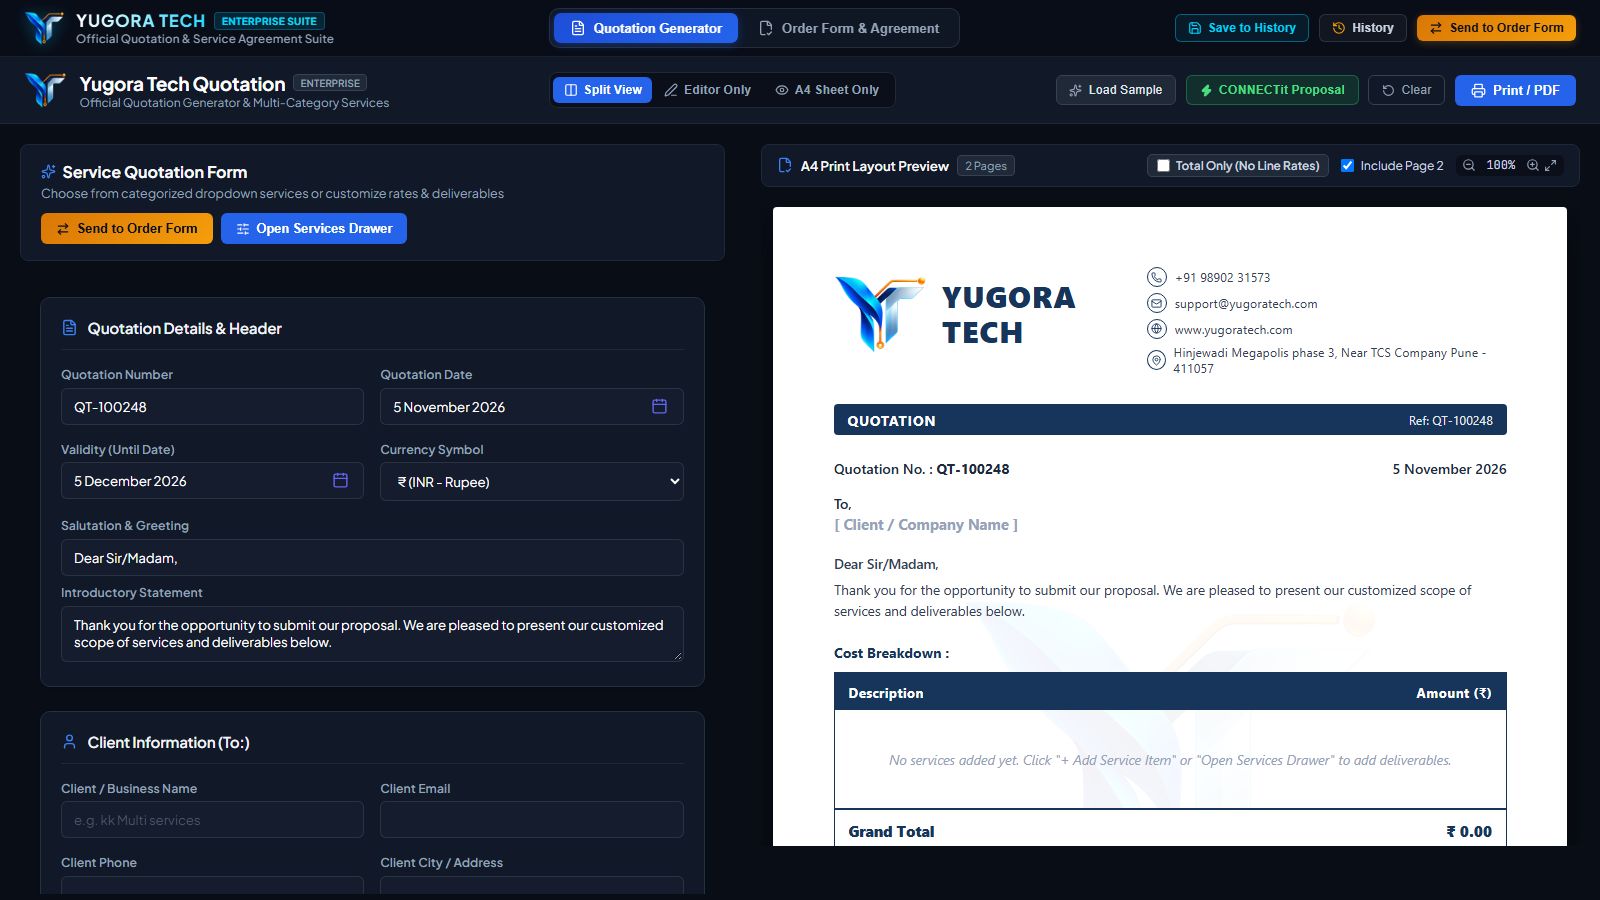 YUGORA TECH ENTERPRISE SUITE
Official Quotation & Service Agreement Suite
Quotation Generator
Order Form & Agreement
Save to History
History
Send to Order Form
Yugora Tech Quotation ENTERPRISE
Official Quotation Generator & Multi-Category Services
Split View
Editor Only
A4 Sheet Only
Load Sample
CONNECTit Proposal
Clear
Print / PDF
Service Quotation Form
Choose from categorized dropdown services or customize rates & deliverables
Send to Order Form
Open Services Drawer
Quotation Details & Header
Quotation Number
QT-100248
Quotation Date
5 November 2026
Validity (Until Date)
5 December 2026
Currency Symbol
₹ (INR - Rupee)
Salutation & Greeting
Dear Sir/Madam,
Introductory Statement
Thank you for the opportunity to submit our proposal. We are pleased to present our customized
scope of services and deliverables below.
Client Information (To:)
Client / Business Name
e.g. kk Multi services
Client Email
Client Phone
Client City / Address
A4 Print Layout Preview 2 Pages
Total Only (No Line Rates)
Include Page 2
100%
YUGORA
TECH
+91 98902 31573
support@yugoratech.com
www.yugoratech.com
Hinjewadi Megapolis phase 3, Near TCS Company Pune -
411057
QUOTATION
Ref: QT-100248
Quotation No. : QT-100248
5 November 2026
To,
[ Client / Company Name ]
Dear Sir/Madam,
Thank you for the opportunity to submit our proposal. We are pleased to present our customized scope of
services and deliverables below.
Cost Breakdown :
Description
Amount (₹)
No services added yet. Click "+ Add Service Item" or "Open Services Drawer" to add deliverables.
Grand Total
₹ 0.00